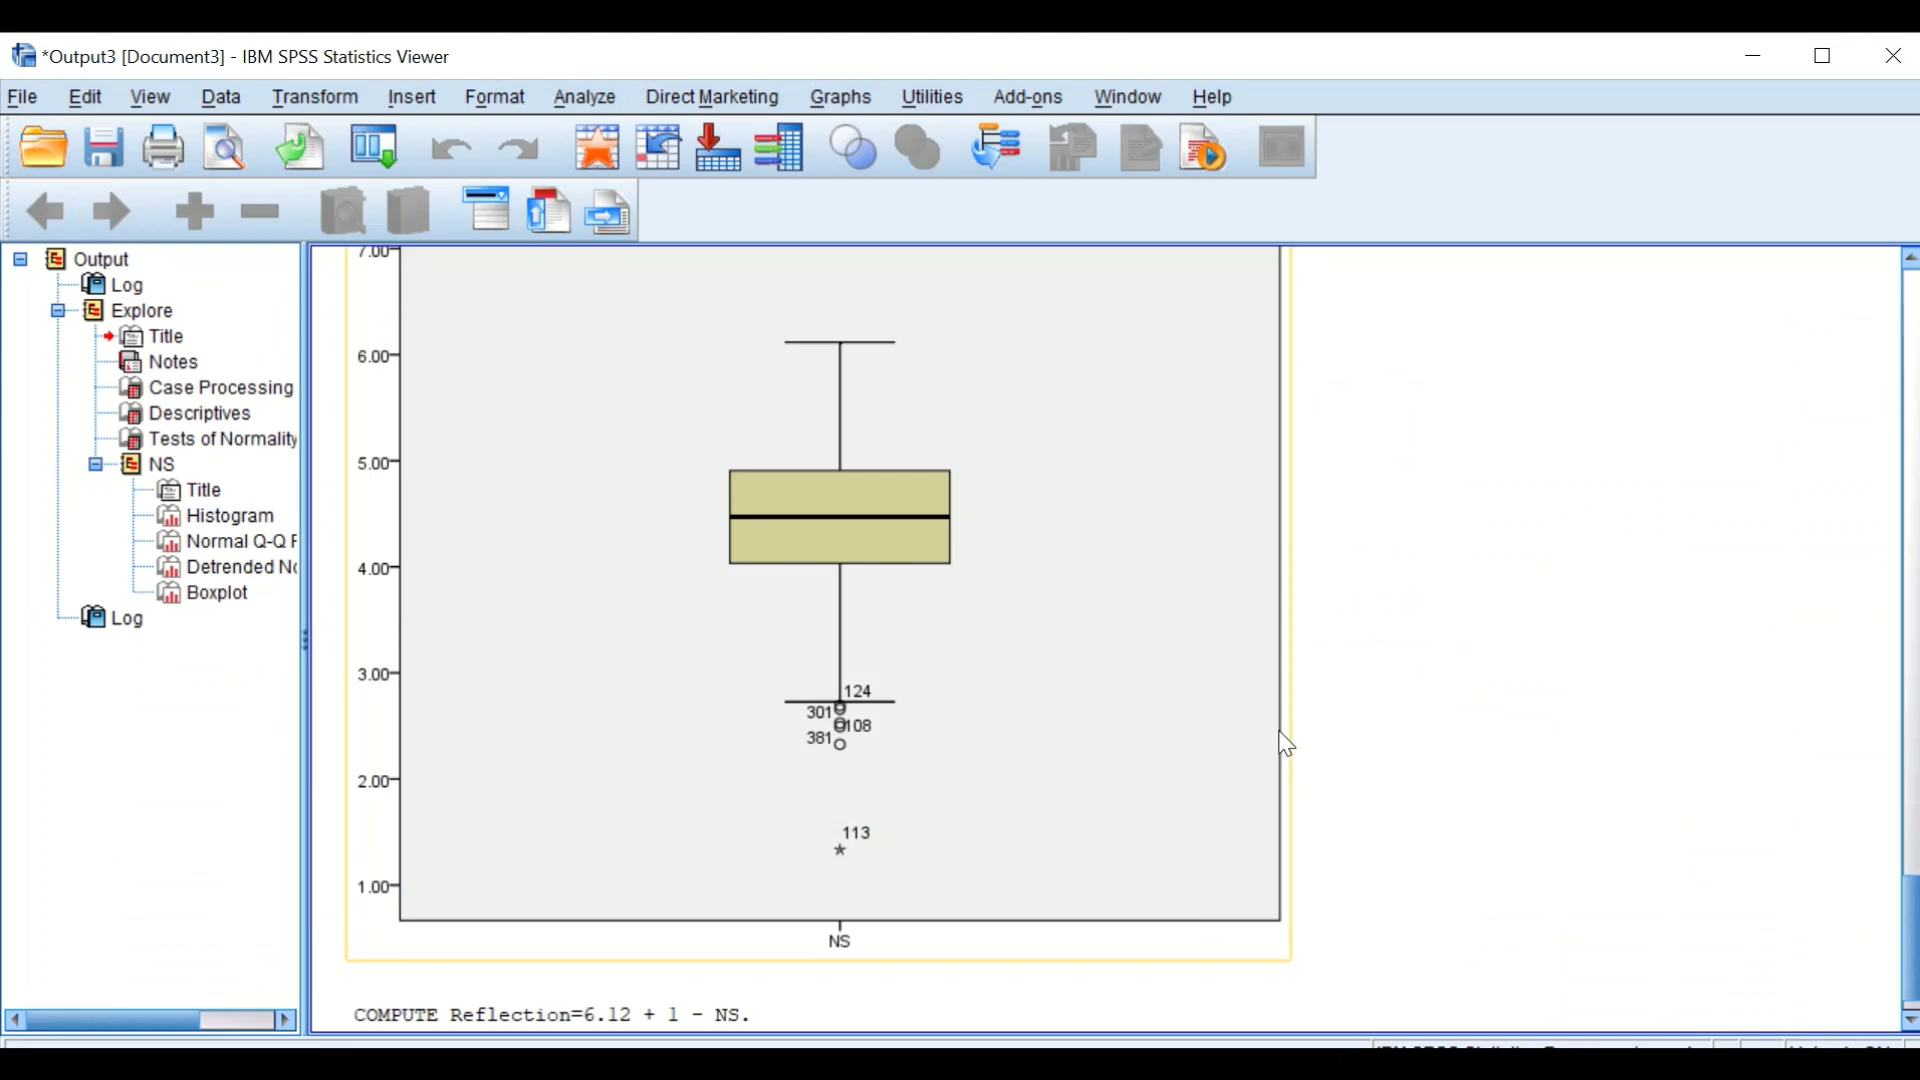 *Output3 [Document3] - IBM SPSS Statistics Viewer
File Edit View Data Transform Insert Format Analyze Direct Marketing Graphs Utilities Add-ons Window Help
Output
Log
Explore
Title
Notes
Case Processing
Descriptives
Tests of Normality
NS
Title
Histogram
Normal Q-Q
Detrended
Boxplot
Log
7.00
6.00
5.00
4.00
3.00
2.00
1.00
124
301
108
381
113
NS
COMPUTE Reflection=6.12 + 1 - NS.